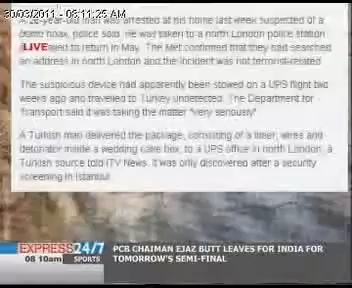 30/03/2011 - 08:11:25 AM
A 26-year-old man was arrested at his home last week suspected of a
bomb hoax, police said. He was taken to a north London police station
LIVE
to return in May. The Met confirmed that they had searched
an address in north London and the incident was not terrorist-related.
The suspicious device had apparently been stowed on a UPS flight two
weeks ago and travelled to Turkey undetected. The Department for
Transport said it was taking the matter "very seriously".
A Turkish man delivered the package, consisting of a timer, wires and
detonator inside a wedding cake box, to a UPS office in north London, a
Turkish source told ITV News. It was only discovered after a security
screening in Istanbul.
EXPRESS 24/7
08:10am SPORTS
PCB CHAIMAN EJAZ BUTT LEAVES FOR INDIA FOR
TOMORROW'S SEMI-FINAL